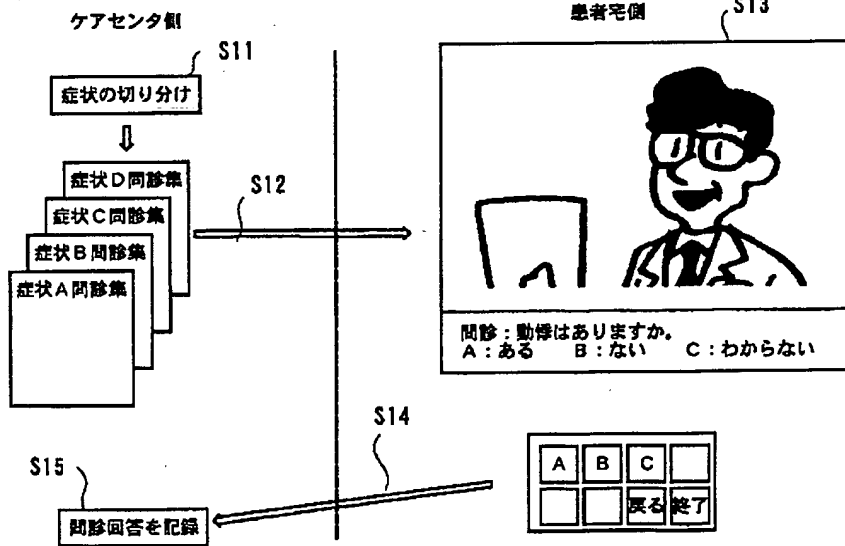 ケアセンタ側
患者宅側
S13
S11
症状の切り分け
症状D問診集
症状C問診集
症状B問診集
症状A問診集
S12
問診：動悸はありますか。
A：ある B：ない C：わからない
S14
A B C
戻る 終了
S15
問診回答を記録